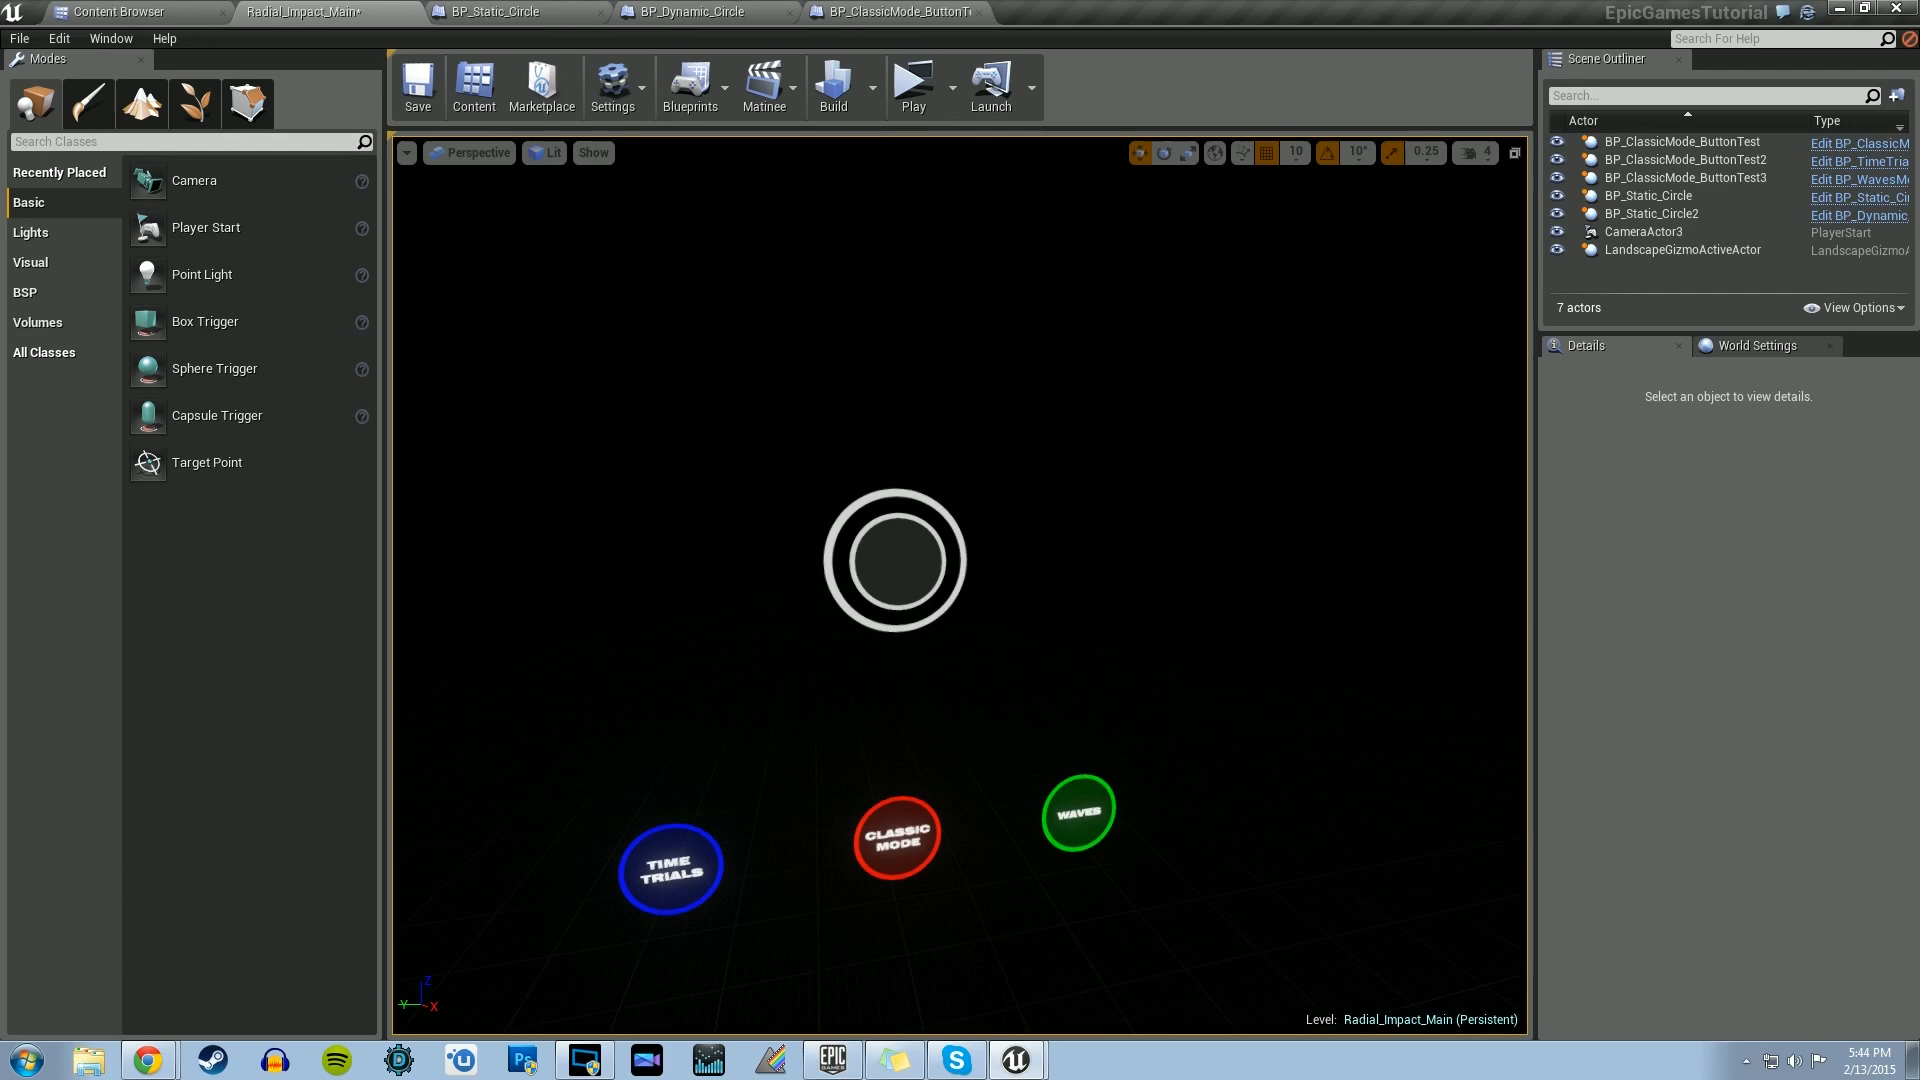 Content Browser
Radial_Impact_Main*
BP_Static_Circle
BP_Dynamic_Circle
BP_ClassicMode_ButtonT
EpicGamesTutorial
File
Edit
Window
Help
Search For Help
Modes
Save
Content
Marketplace
Settings
Blueprints
Matinee
Build
Play
Launch
Search Classes
Recently Placed
Basic
Lights
Visual
BSP
Volumes
All Classes
Camera
Player Start
Point Light
Box Trigger
Sphere Trigger
Capsule Trigger
Target Point
Perspective
Lit
Show
10
10°
0.25
4
TIME
TRIALS
CLASSIC
MODE
WAVES
Z
Y
X
Level: Radial_Impact_Main (Persistent)
Scene Outliner
Search...
Actor Type
BP_ClassicMode_ButtonTest Edit BP_ClassicM
BP_ClassicMode_ButtonTest2 Edit BP_TimeTria
BP_ClassicMode_ButtonTest3 Edit BP_WavesM
BP_Static_Circle Edit BP_Static_Ci
BP_Static_Circle2 Edit BP_Dynamic_
CameraActor3 PlayerStart
LandscapeGizmoActiveActor LandscapeGizmoA
7 actors
View Options
Details
World Settings
Select an object to view details.
Ps
EPIC
GAMES
5:44 PM
2/13/2015